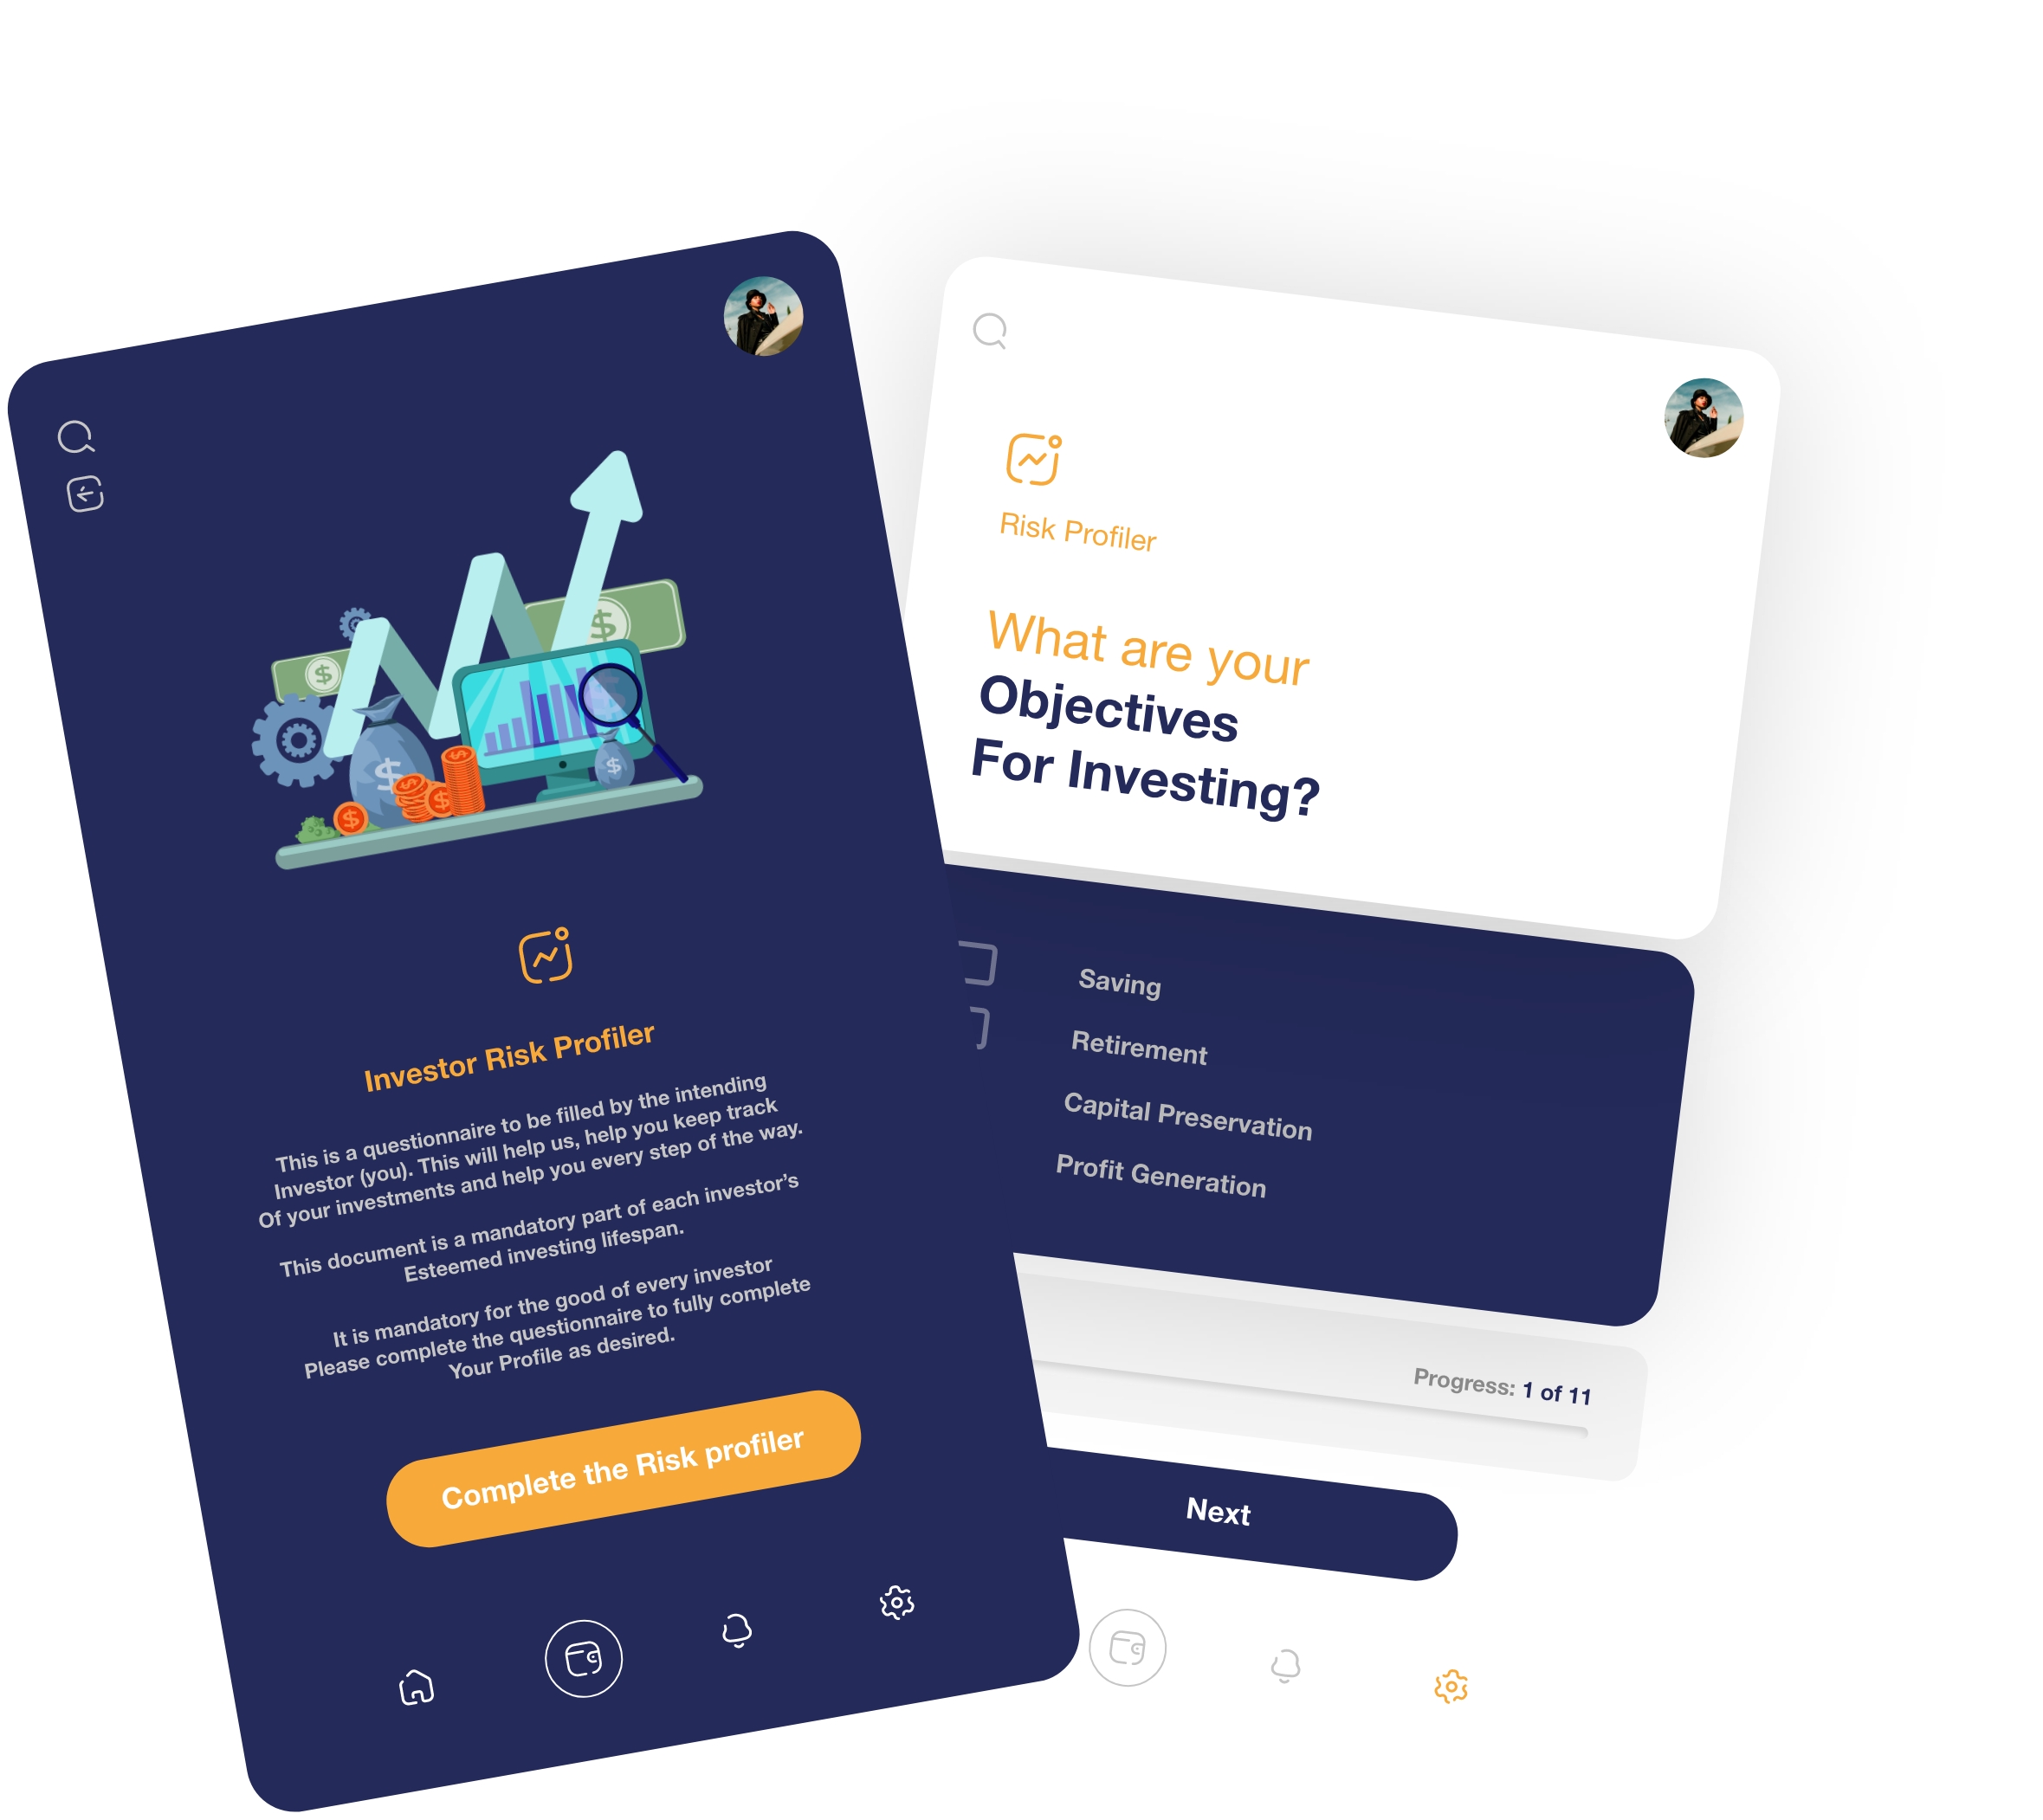 Investor Risk Profiler
This is a questionnaire to be filled by the intending
Investor (you). This will help us, help you keep track
Of your investments and help you every step of the way.
This document is a mandatory part of each investor’s
Esteemed investing lifespan.
It is mandatory for the good of every investor
Please complete the questionnaire to fully complete
Your Profile as desired.
Complete the Risk profiler
Risk Profiler
What are your
Objectives
For Investing?
Saving
Retirement
Capital Preservation
Profit Generation
Progress: 1 of 11
Next